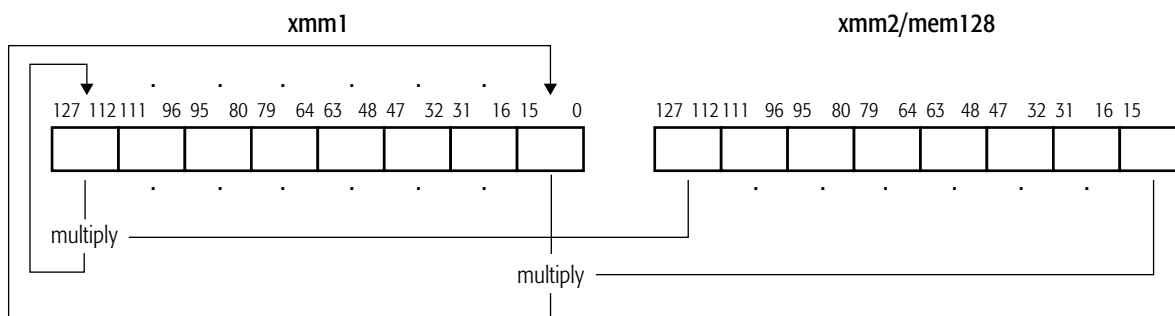 xmm1 xmm2/mem128
. . . . . .
127 112 111 96 95 80 79 64 63 48 47 32 31 16 15 0 127 112 111 96 95 80 79 64 63 48 47 32 31 16 15
. . . . . . . . . . . .
multiply
multiply